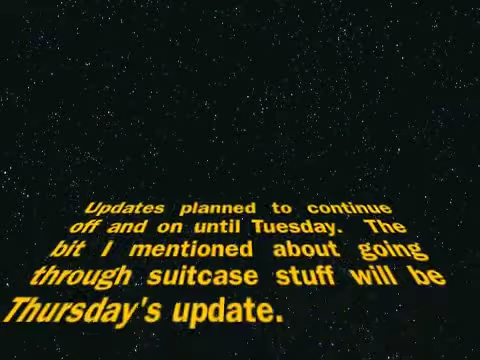 Updates planned to continue
off and on until Tuesday. The
bit I mentioned about going
through suitcase stuff will be
Thursday's update.